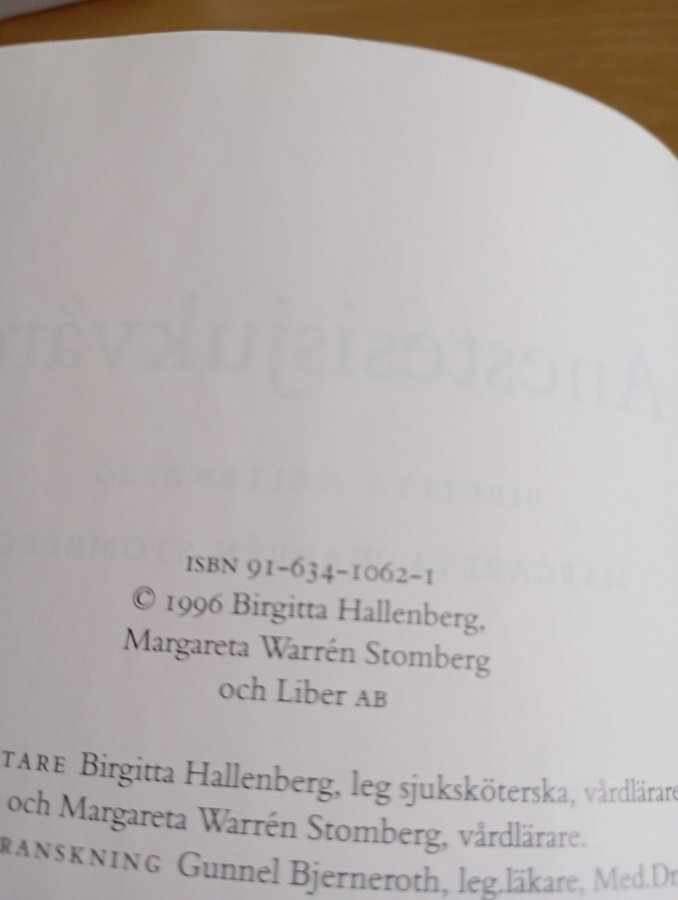 ISBN 91-634-1062-1
© 1996 Birgitta Hallenberg,
Margareta Warrén Stomberg
och Liber AB
TARE Birgitta Hallenberg, leg sjuksköterska, vårdlärare
och Margareta Warrén Stomberg, vårdlärare.
RANSKNING Gunnel Bjerneroth, leg.läkare, Med.Dr